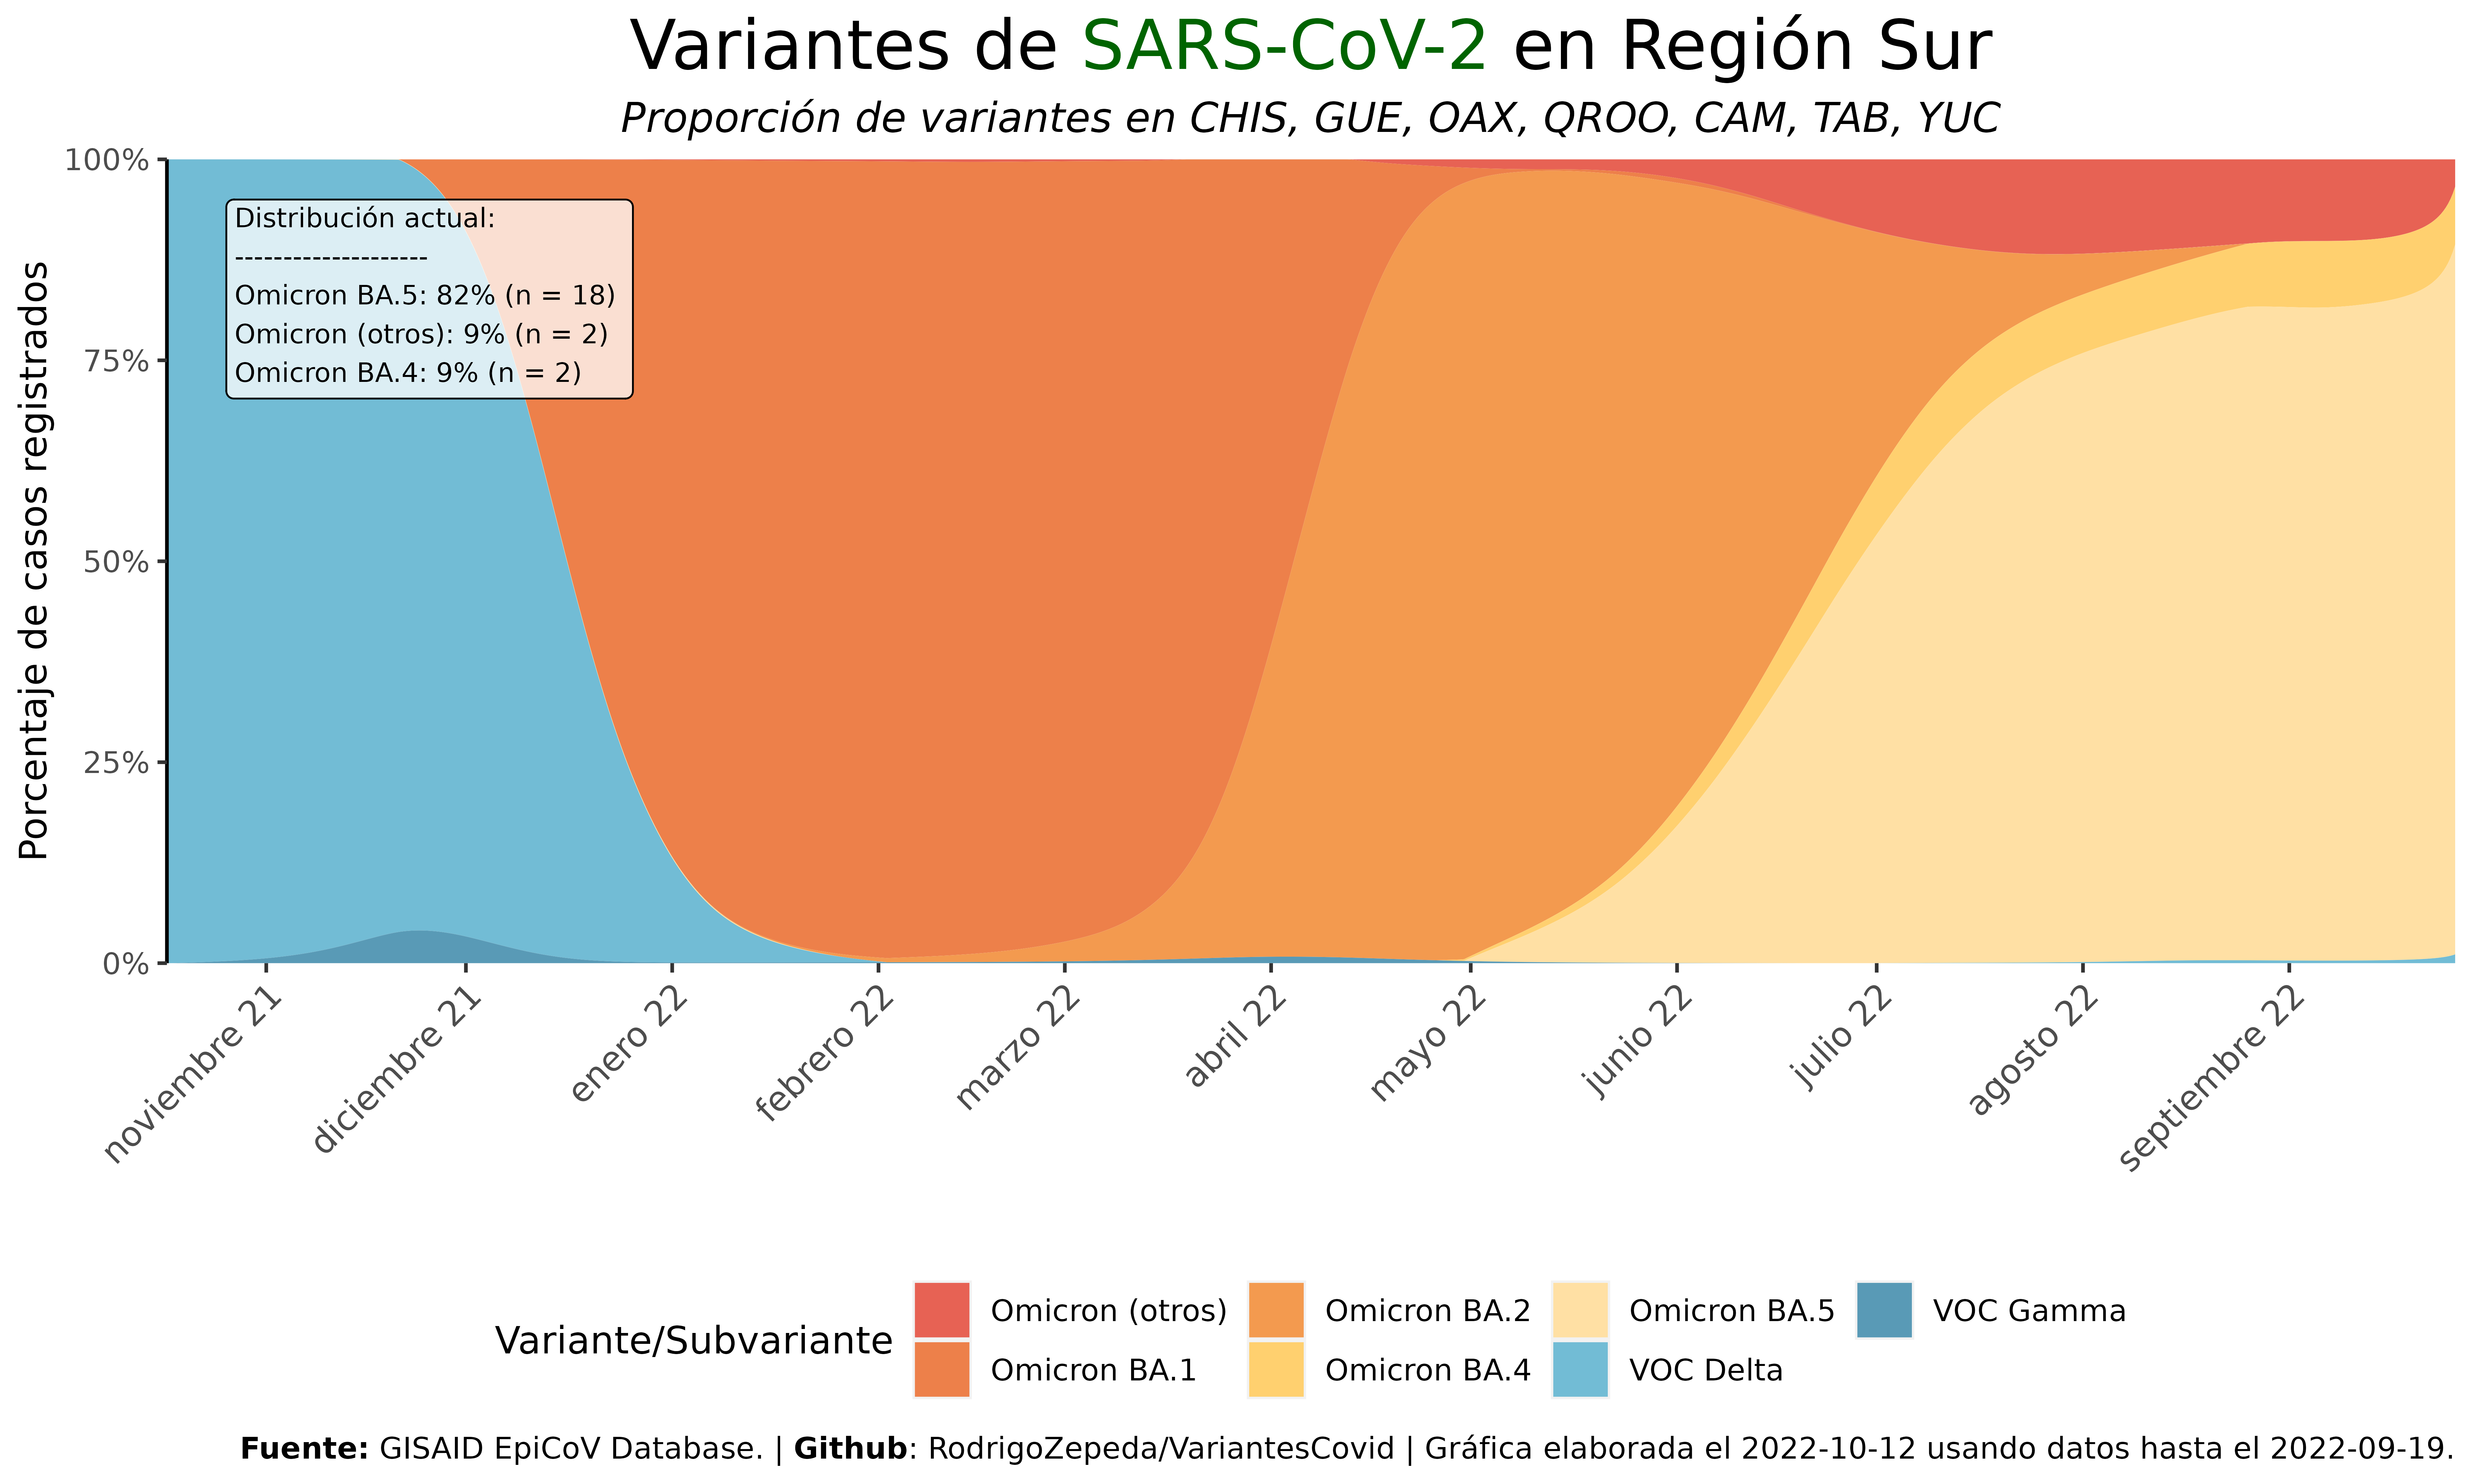 Variantes de SARS-CoV-2 en Región Sur
Proporción de variantes en CHIS, GUE, OAX, QROO, CAM, TAB, YUC
Porcentaje de casos registrados
100%
75%
50%
25%
0%
Distribución actual:
--------------------
Omicron BA.5: 82% (n = 18)
Omicron (otros): 9% (n = 2)
Omicron BA.4: 9% (n = 2)
noviembre 21
diciembre 21
enero 22
febrero 22
marzo 22
abril 22
mayo 22
junio 22
julio 22
agosto 22
septiembre 22
Variante/Subvariante
Omicron (otros)
Omicron BA.1
Omicron BA.2
Omicron BA.4
Omicron BA.5
VOC Delta
VOC Gamma
Fuente: GISAID EpiCoV Database. | Github: RodrigoZepeda/VariantesCovid | Gráfica elaborada el 2022-10-12 usando datos hasta el 2022-09-19.